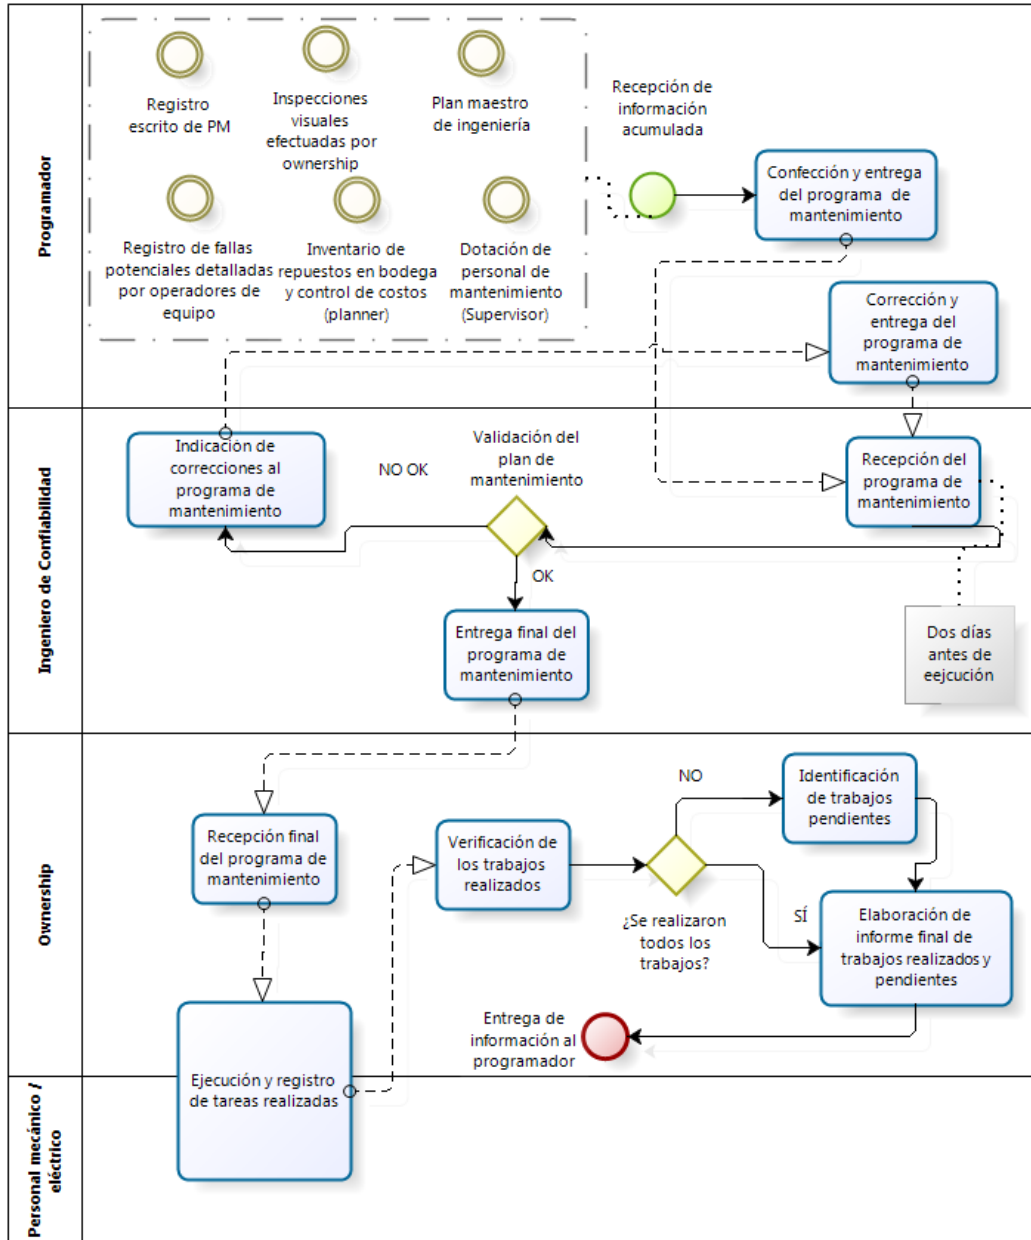 Programador
Registro
escrito de PM
Inspecciones
visuales
efectuadas por
ownership
Plan maestro
de ingeniería
Recepción de
información
acumulada
Confección y entrega
del programa de
mantenimiento
Registro de fallas
potenciales detalladas
por operadores de
equipo
Inventario de
repuestos en bodega
y control de costos
(planner)
Dotación de
personal de
mantenimiento
(Supervisor)
Corrección y
entrega del
programa de
mantenimiento
Ingeniero de Confiabilidad
Indicación de
correcciones al
programa de
mantenimiento
NO OK
Validación del
plan de
mantenimiento
Recepción del
programa de
mantenimiento
OK
Entrega final del
programa de
mantenimiento
Dos días
antes de
eejcución
Ownership
Recepción final
del programa de
mantenimiento
Verificación de
los trabajos
realizados
NO
Identificación
de trabajos
pendientes
¿Se realizaron
todos los
trabajos?
SÍ
Elaboración de
informe final de
trabajos realizados y
pendientes
Entrega de
información al
programador
Personal mecánico /
eléctrico
Ejecución y registro
de tareas realizadas